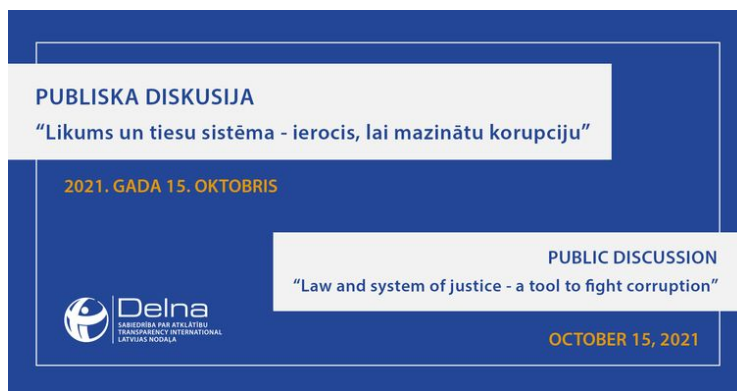 PUBLISKA DISKUSIJA
“Likums un tiesu sistēma - ierocis, lai mazinātu korupciju”
2021. GADA 15. OKTOBRIS
PUBLIC DISCUSSION
“Law and system of justice - a tool to fight corruption”
OCTOBER 15, 2021
Delna
SABIEDRĪBA PAR ATKLĀTĪBU
TRANSPARENCY INTERNATIONAL
LATVIJAS NODAĻA